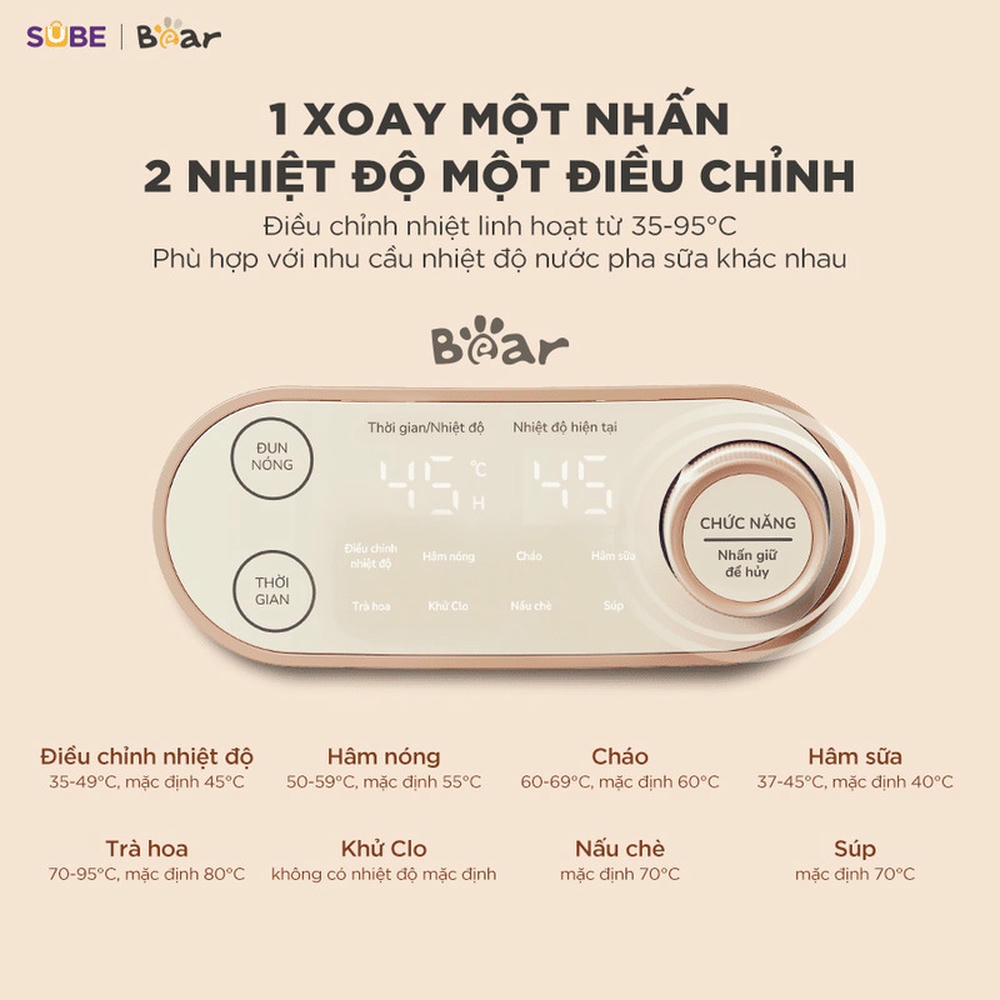 SUBE | Bear
1 XOAY MỘT NHẤN
2 NHIỆT ĐỘ MỘT ĐIỀU CHỈNH
Điều chỉnh nhiệt linh hoạt từ 35-95°C
Phù hợp với nhu cầu nhiệt độ nước pha sữa khác nhau
Bear
ĐUN
NÓNG
Thời gian/Nhiệt độ
Nhiệt độ hiện tại
45 °C
H
45
CHỨC NĂNG
Nhấn giữ
để hủy
Điều chỉnh
nhiệt độ
Hâm nóng
Cháo
Hâm sữa
THỜI
GIAN
Trà hoa
Khử Clo
Nấu chè
Súp
Điều chỉnh nhiệt độ
35-49°C, mặc định 45°C
Hâm nóng
50-59°C, mặc định 55°C
Cháo
60-69°C, mặc định 60°C
Hâm sữa
37-45°C, mặc định 40°C
Trà hoa
70-95°C, mặc định 80°C
Khử Clo
không có nhiệt độ mặc định
Nấu chè
mặc định 70°C
Súp
mặc định 70°C